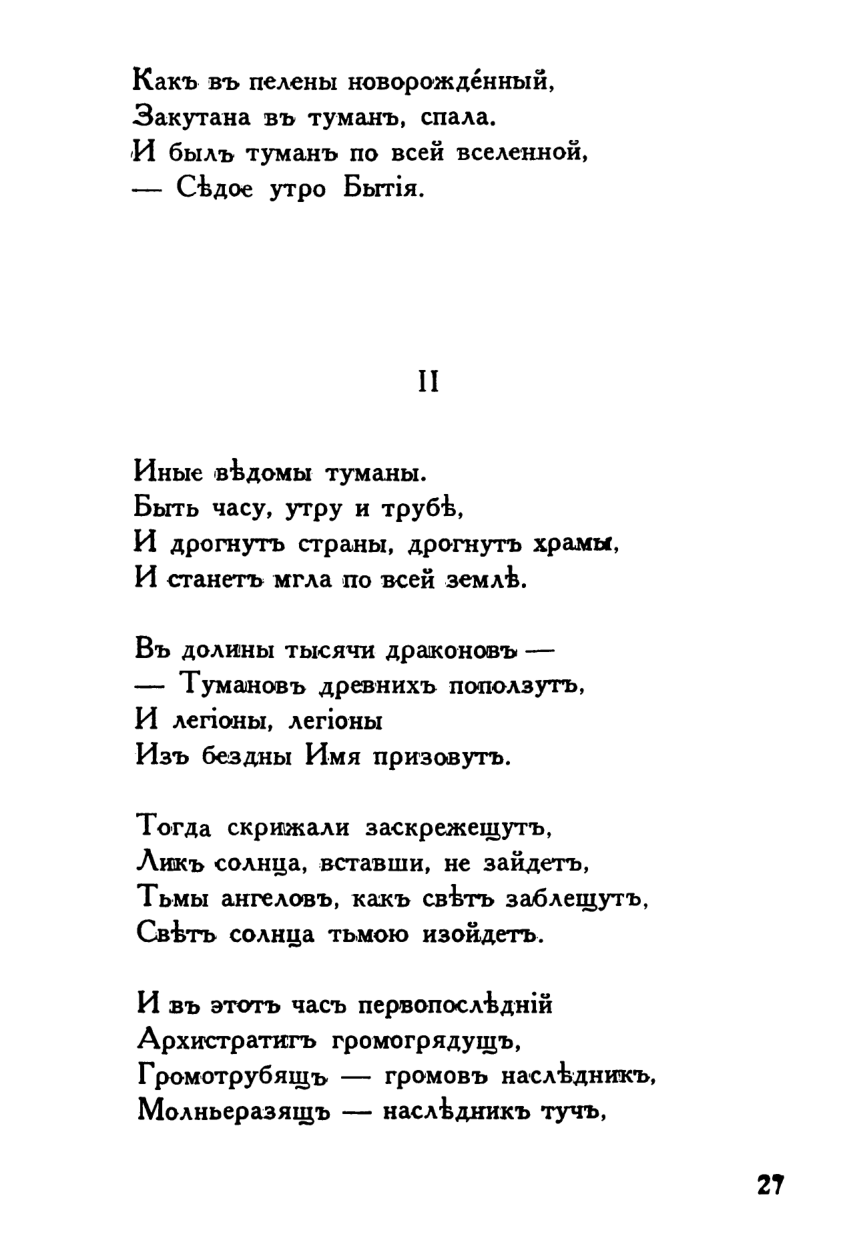 Какъ въ пелены новорождéнный,
Закутана въ туманъ, спала.
И былъ туманъ по всей вселенной,
— Сѣдое утро Бытія.
II
Иные вѣдомы туманы.
Быть часу, утру и трубѣ,
И дрогнутъ страны, дрогнутъ храмы,
И станетъ мгла по всей землѣ.
Въ долины тысячи драконовъ —
— Тумановъ древнихъ поползутъ,
И легіоны, легіоны
Изъ бездны Имя призовутъ.
Тогда скрижали заскрежещутъ,
Ликъ солнца, вставши, не зайдетъ,
Тьмы ангеловъ, какъ свѣтъ заблещутъ,
Свѣтъ солнца тьмою изойдетъ.
И въ этотъ часъ первопослѣдній
Архистратигъ громогрядущъ,
Громотрубящъ — громовъ наслѣдникъ,
Молньеразящъ — наслѣдникъ тучъ,
27